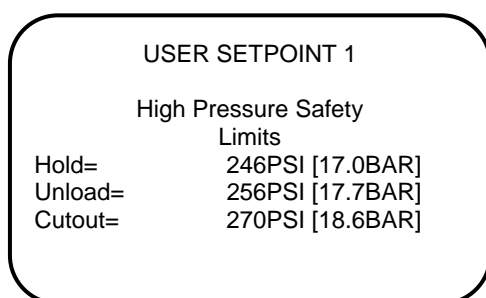 USER SETPOINT 1
High Pressure Safety
Limits
Hold= 246PSI [17.0BAR]
Unload= 256PSI [17.7BAR]
Cutout= 270PSI [18.6BAR]